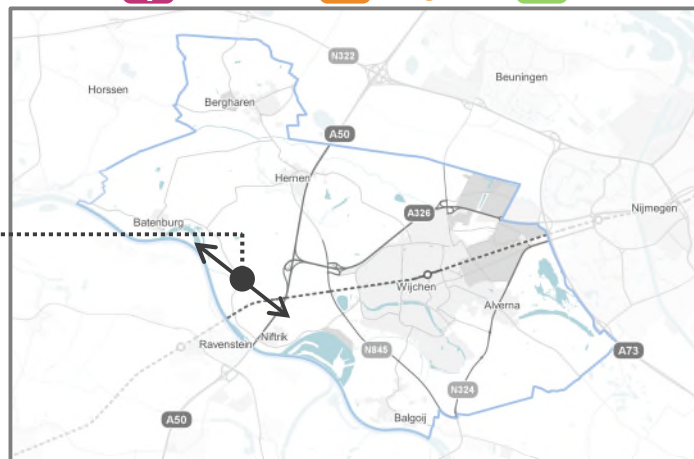 N322
Beuningen
Horssen
Bergharen
A50
Hernen
Nijmegen
A326
Batenburg
Wijchen
Alverna
Niftrik
Ravenstein
N845
A73
N324
A50
Balgoij